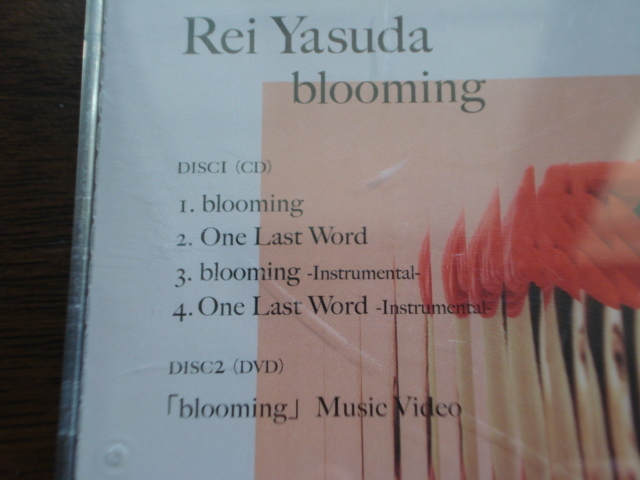 Rei Yasuda
blooming
DISC1 (CD)
1. blooming
2. One Last Word
3. blooming -Instrumental-
4. One Last Word -Instrumental-
DISC2 (DVD)
「blooming」 Music Video